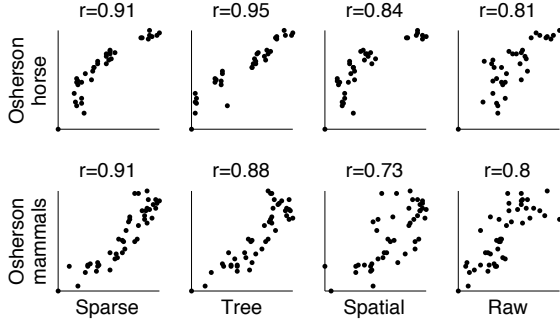 r=0.91 r=0.95 r=0.84 r=0.81
Osherson
horse
r=0.91 r=0.88 r=0.73 r=0.8
Osherson
mammals
Sparse Tree Spatial Raw